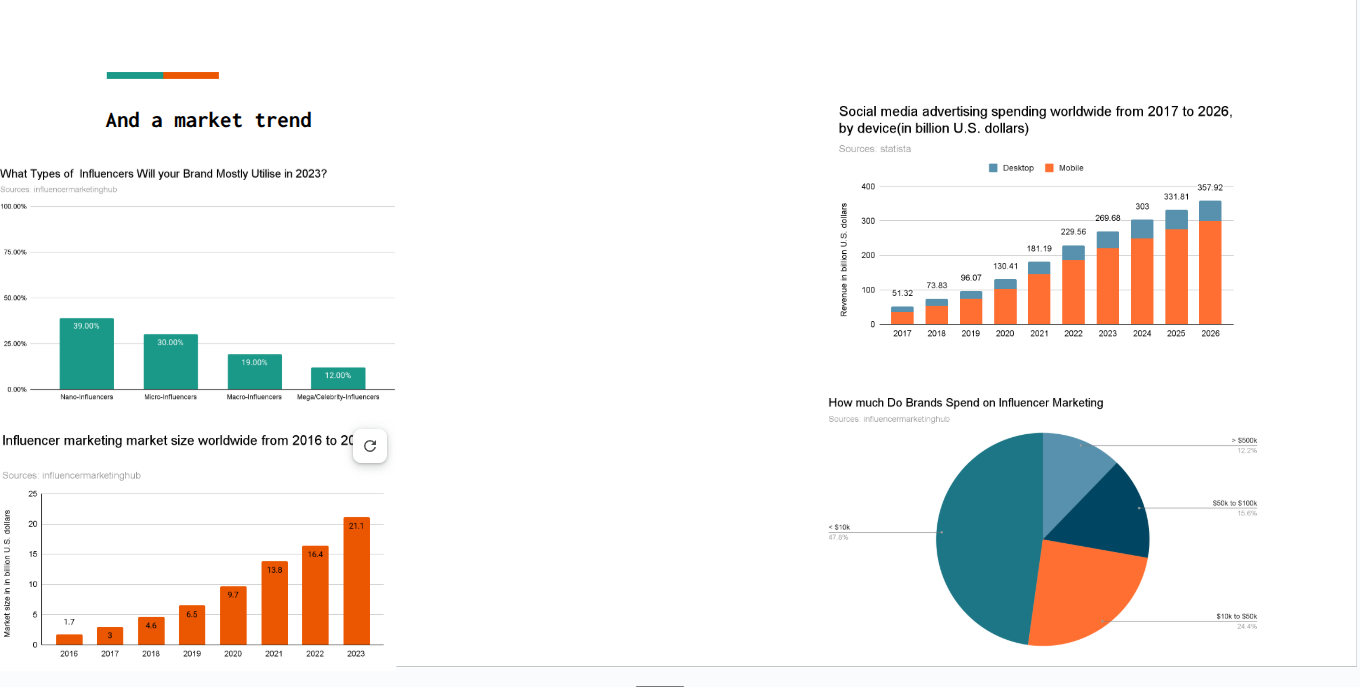 And a market trend
What Types of Influencers Will your Brand Mostly Utilise in 2023?
Sources: influencermarketinghub
100.00%
75.00%
50.00%
25.00%
0.00%
39.00%
30.00%
19.00%
12.00%
Nano-Influencers Micro-Influencers Macro-Influencers Mega/Celebrity-Influencers
Influencer marketing market size worldwide from 2016 to
Sources: influencermarketinghub
Market size in in billion U.S. dollars
25
20
15
10
5
0
1.7
3
4.6
6.5
9.7
13.8
16.4
21.1
2016 2017 2018 2019 2020 2021 2022 2023
Social media advertising spending worldwide from 2017 to 2026,
by device(in billion U.S. dollars)
Sources: statista
Desktop Mobile
Revenue in billion U.S. dollars
400
300
200
100
0
51.32
73.83
96.07
130.41
181.19
229.56
269.68
303
331.81
357.92
2017 2018 2019 2020 2021 2022 2023 2024 2025 2026
How much Do Brands Spend on Influencer Marketing
Sources: influencermarketinghub
> $500k
12.2%
$50k to $100k
15.6%
$10k to $50k
24.4%
< $10k
47.8%